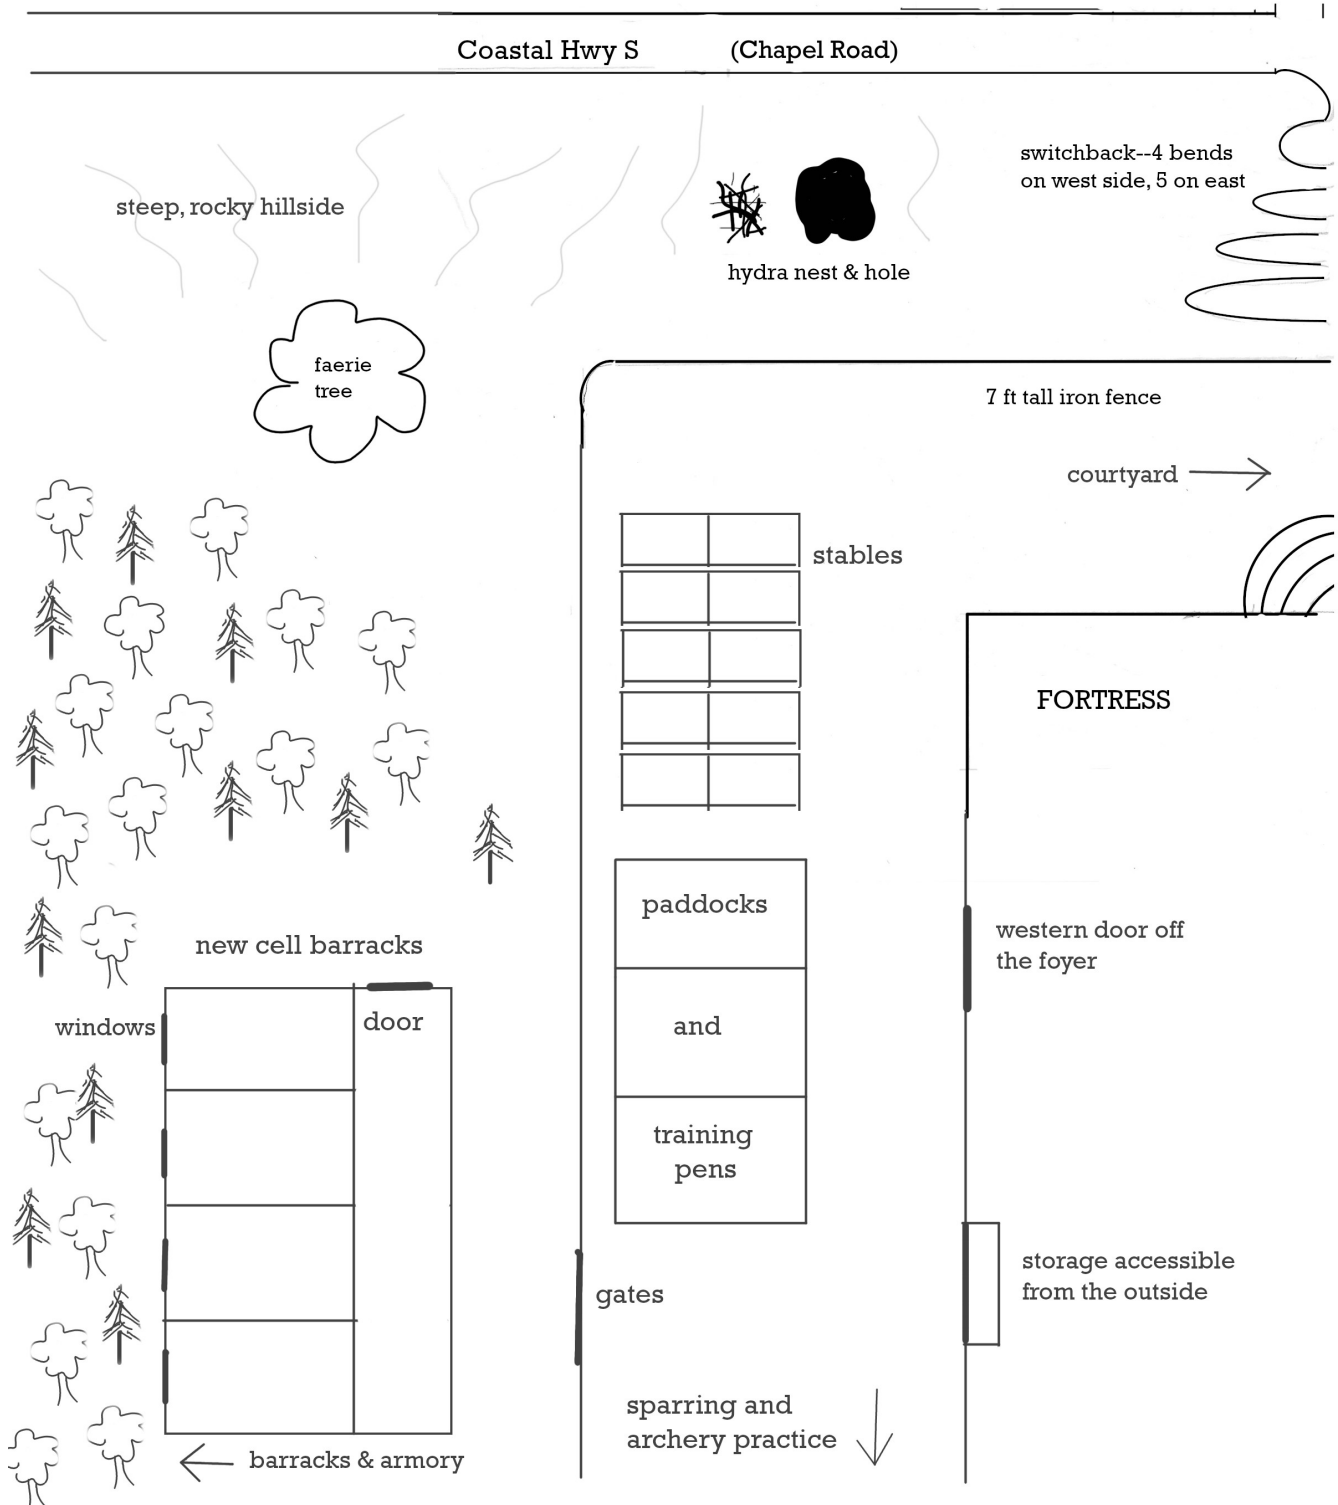 Coastal Hwy S (Chapel Road)
switchback--4 bends
on west side, 5 on east
steep, rocky hillside
hydra nest & hole
faerie
tree
7 ft tall iron fence
courtyard
stables
FORTRESS
paddocks
and
training
pens
western door off
the foyer
new cell barracks
windows
door
storage accessible
from the outside
gates
sparring and
archery practice
barracks & armory